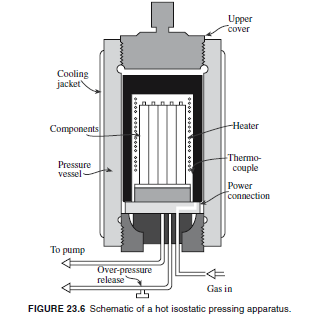 Upper
cover
Cooling
jacket
Components
Heater
Pressure
vessel
Thermo-
couple
Power
connection
To pump
Over-pressure
release
Gas in
FIGURE 23.6 Schematic of a hot isostatic pressing apparatus.